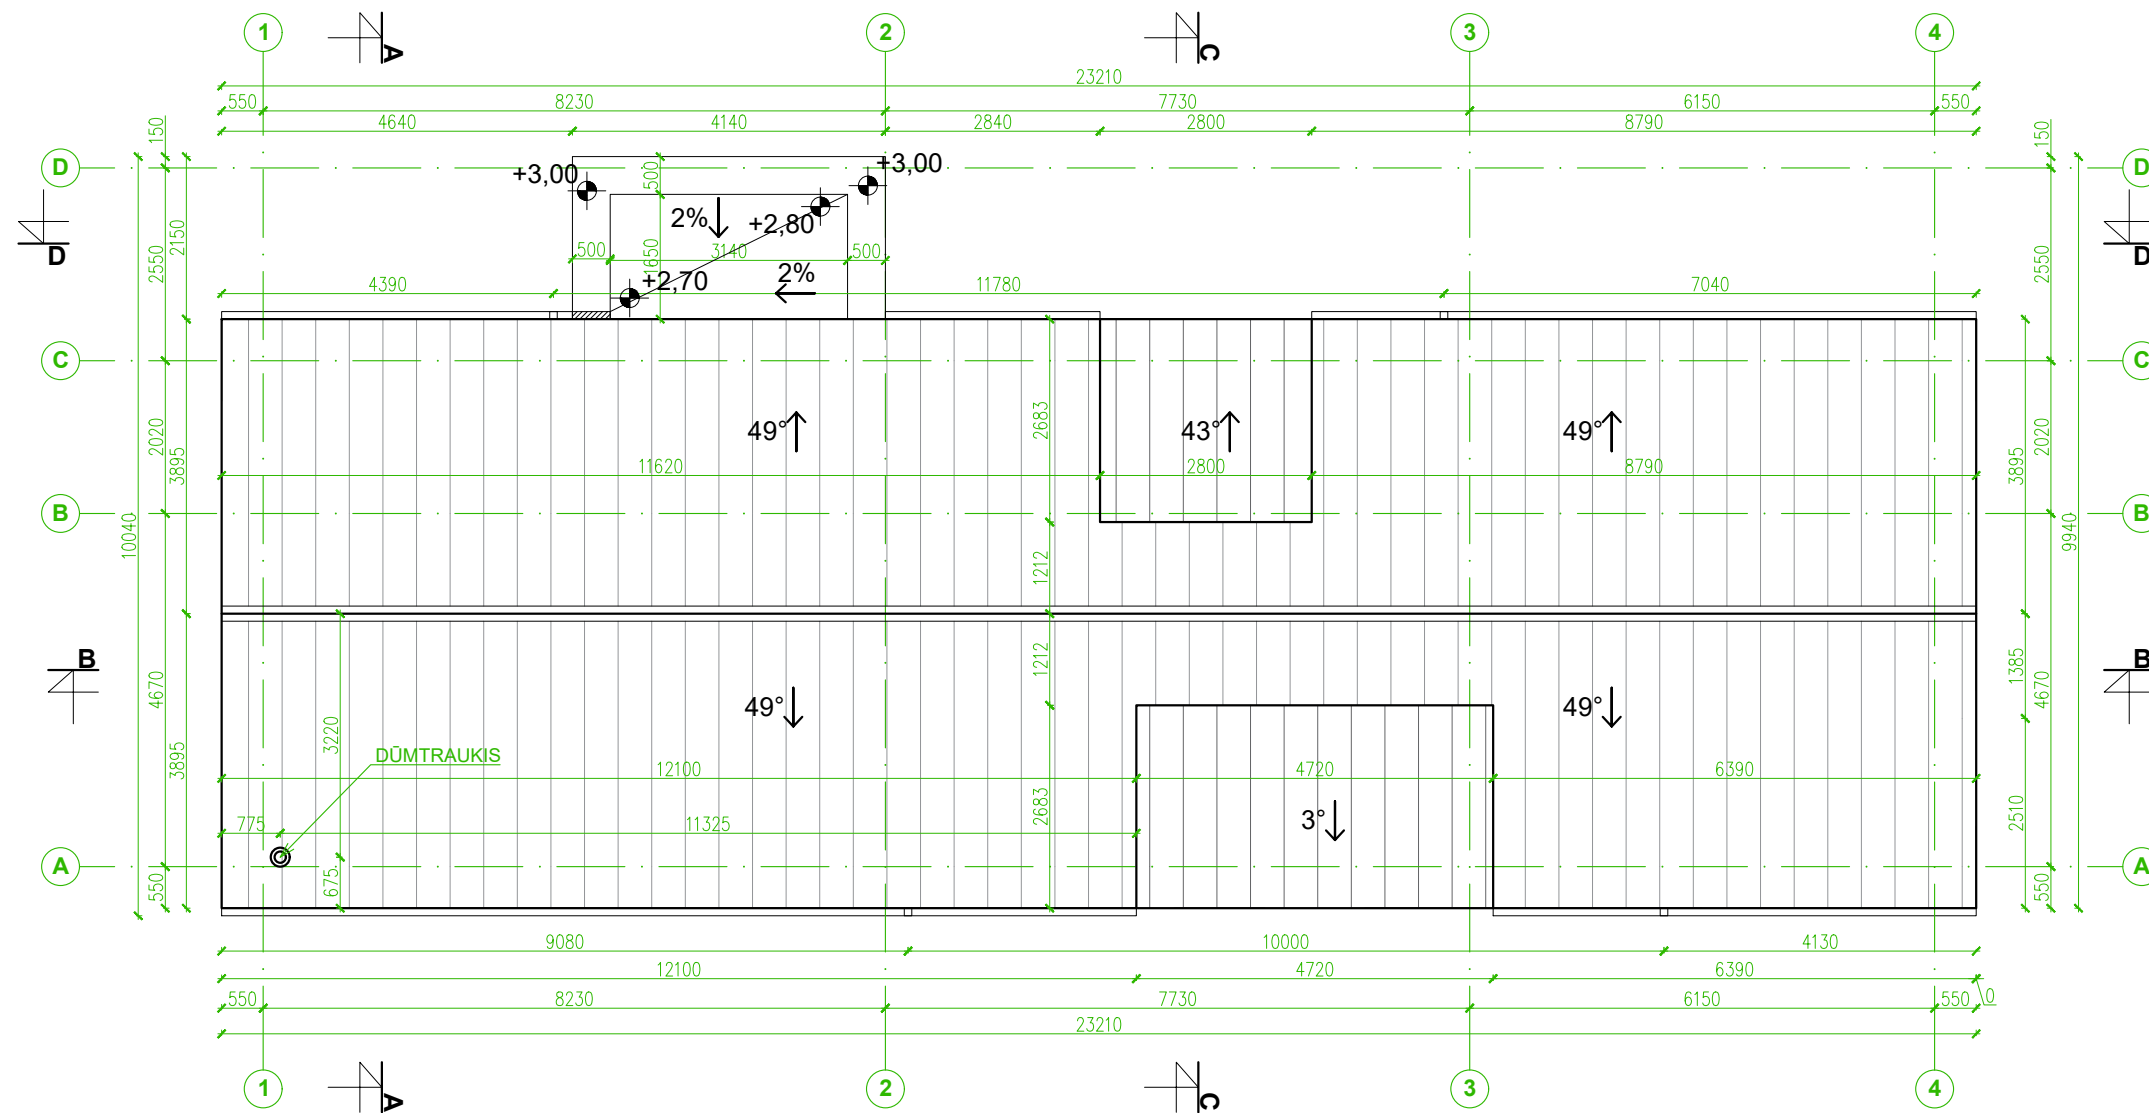 1 2 3 4
A C
23210
550 8230 7730 6150 550
4640 4140 2840 2800 8790
150 150
D D
+3,00 500 +3,00
2% +2,80
D 2550 2150 500 1650 3140 500 2550 D
+2,70 2%
4390 11780 7040
C C
2020 3895 49° 2683 43° 49° 3895 2020
11620 2800 8790
B B
10040 1212 9940
B B
4670 49° 1212 49° 1385 4670
3895 3220 DŪMTRAUKIS
12100 4720 6390
775 11325 2683 3° 2510
A A
550 675 550
9080 10000 4130
12100 4720 6390
550 8230 7730 6150 550 0
23210
1 2 3 4
A C